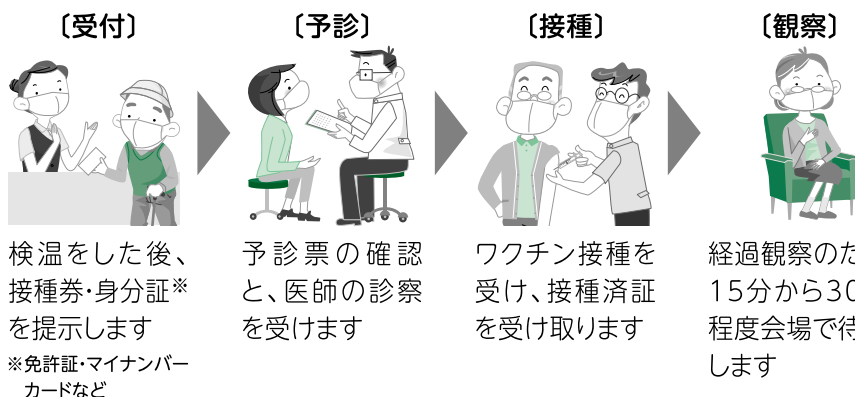 〔受付〕
検温をした後、
接種券・身分証※
を提示します
※免許証・マイナンバー
カードなど
〔予診〕
予診票の確認
と、医師の診察
を受けます
〔接種〕
ワクチン接種を
受け、接種済証
を受け取ります
〔観察〕
経過観察の
15分から30
程度会場で待
します